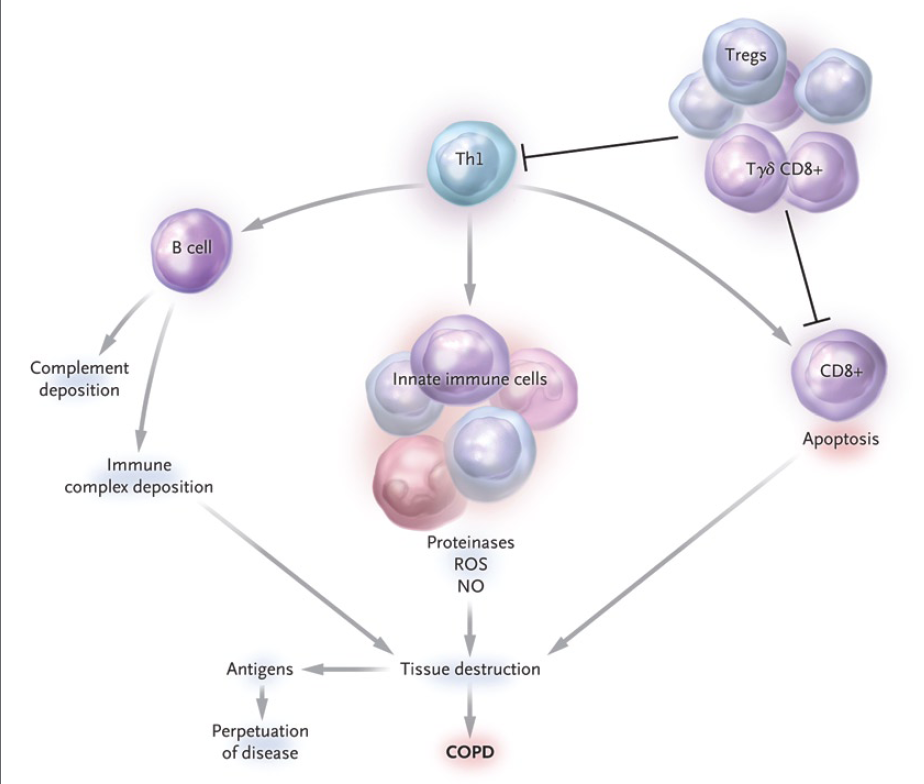 Tregs
Th1
Tγδ CD8+
B cell
Complement
deposition
Innate immune cells
CD8+
Apoptosis
Immune
complex deposition
Proteinases
ROS
NO
Antigens
Tissue destruction
Perpetuation
of disease
COPD